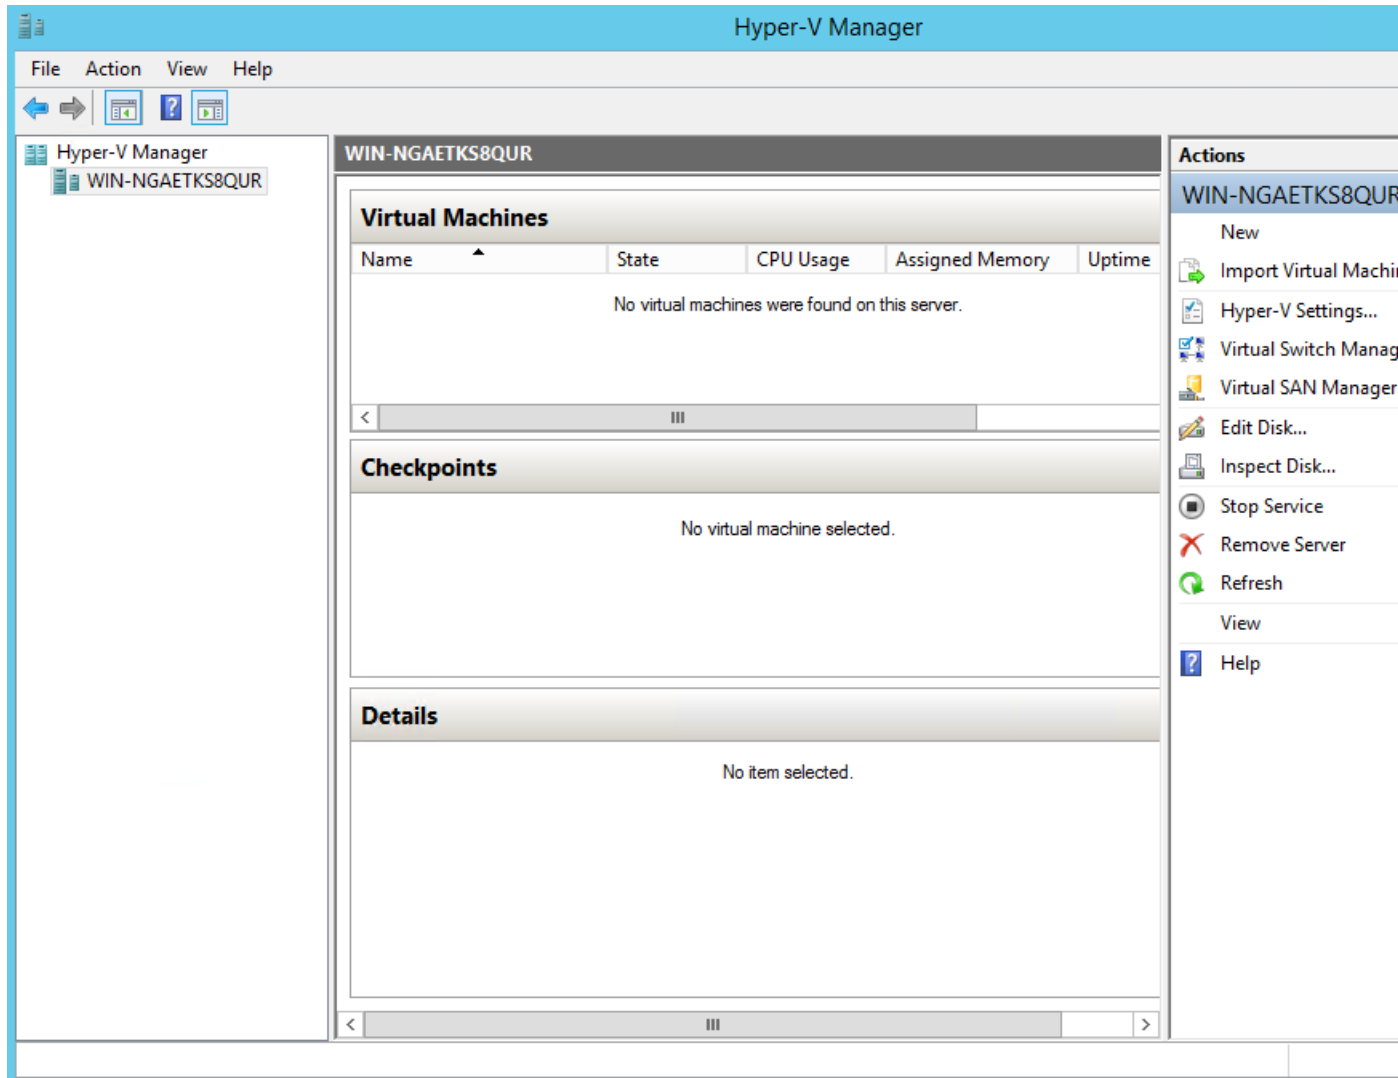 Hyper-V Manager
File Action View Help
Hyper-V Manager
WIN-NGAETKS8QUR
WIN-NGAETKS8QUR
Virtual Machines
Name State CPU Usage Assigned Memory Uptime
No virtual machines were found on this server.
Checkpoints
No virtual machine selected.
Details
No item selected.
Actions
WIN-NGAETKS8QUR
New
Import Virtual Machin
Hyper-V Settings...
Virtual Switch Manag
Virtual SAN Manager
Edit Disk...
Inspect Disk...
Stop Service
Remove Server
Refresh
View
Help